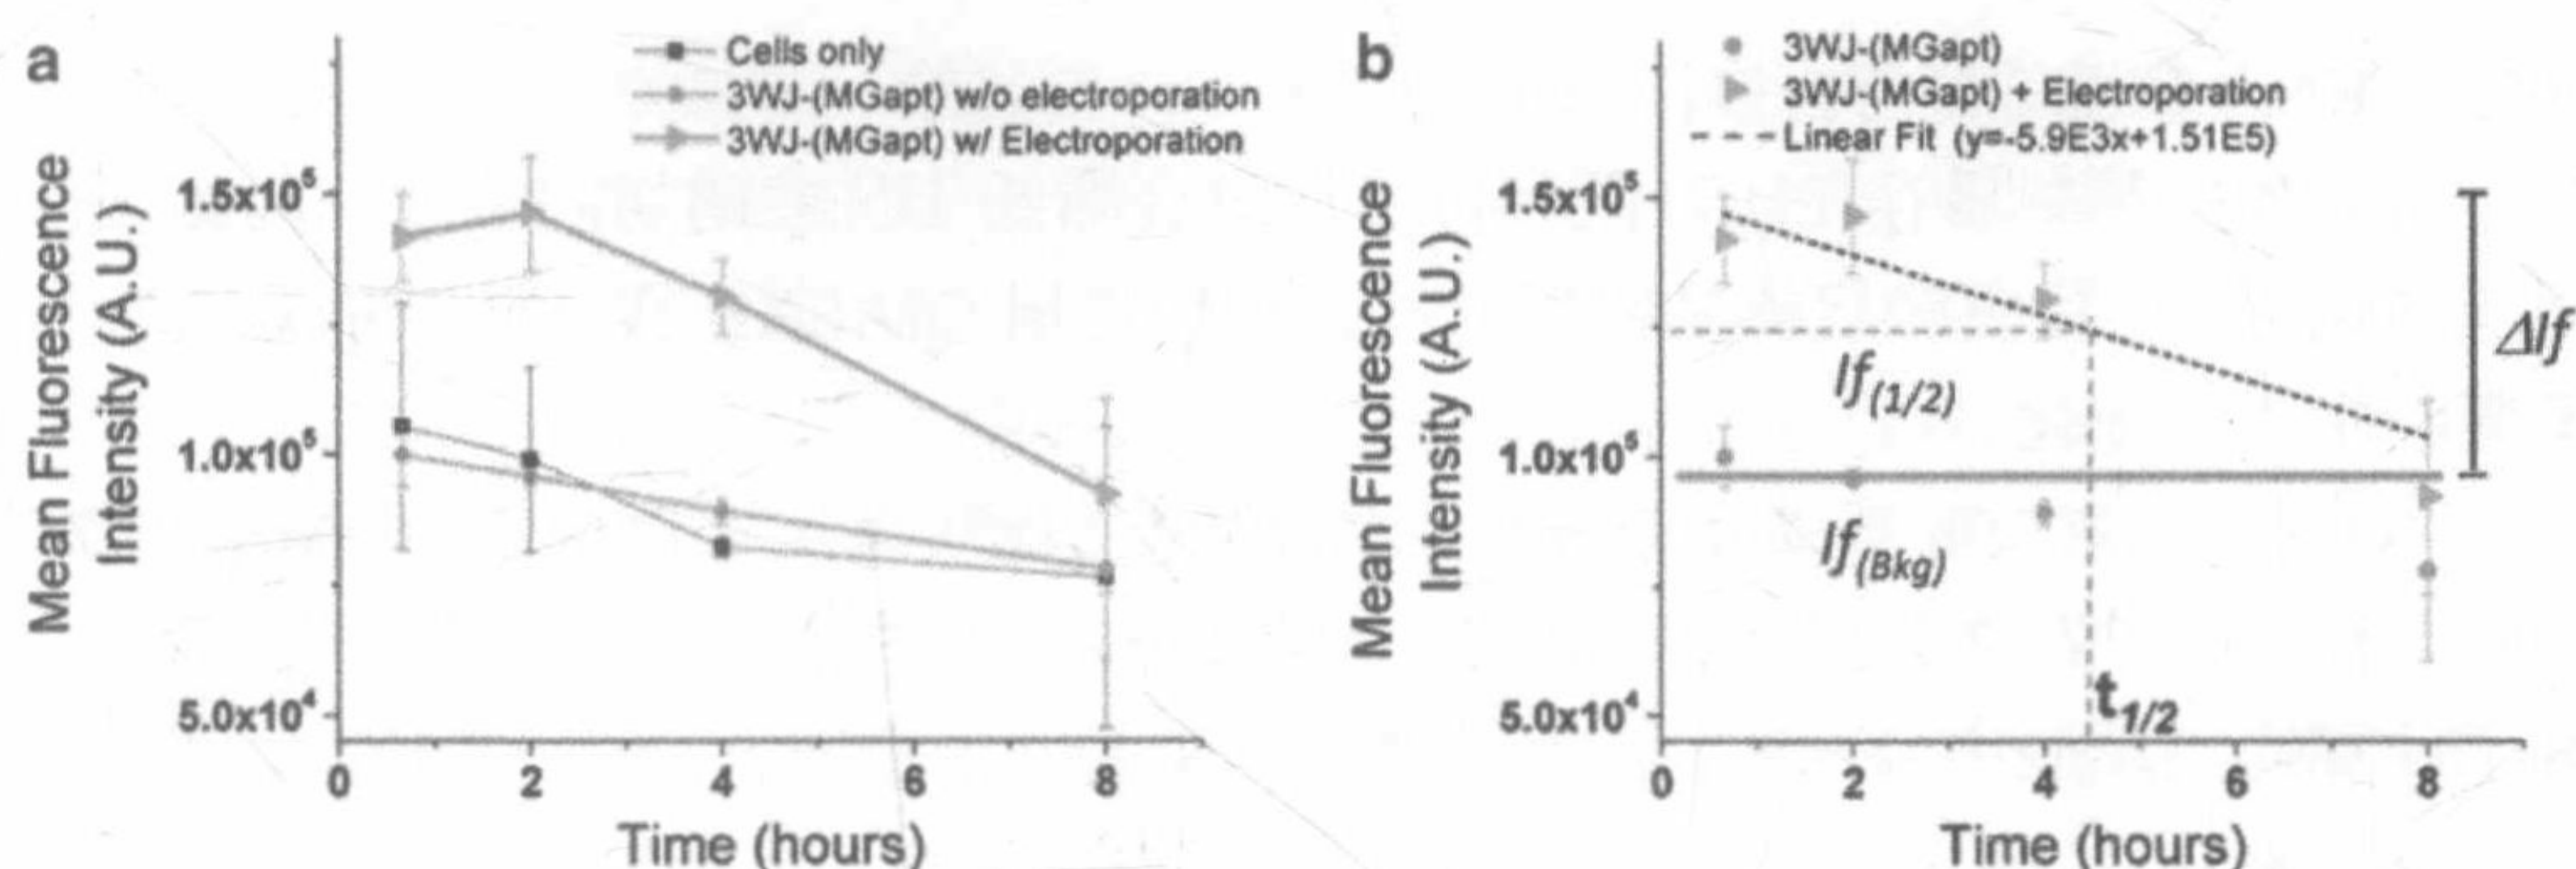 a
Cells only
3WJ-(MGapt) w/o electroporation
3WJ-(MGapt) w/ Electroporation
Mean Fluorescence
Intensity (A.U.)
1.5x10⁵
1.0x10⁵
5.0x10⁴
0 2 4 6 8
Time (hours)
b
3WJ-(MGapt)
3WJ-(MGapt) + Electroporation
Linear Fit (y=-5.9E3x+1.51E5)
Mean Fluorescence
Intensity (A.U.)
1.5x10⁵
1.0x10⁵
5.0x10⁴
If(1/2)
If(Bkg)
ΔIf
t1/2
0 2 4 6 8
Time (hours)